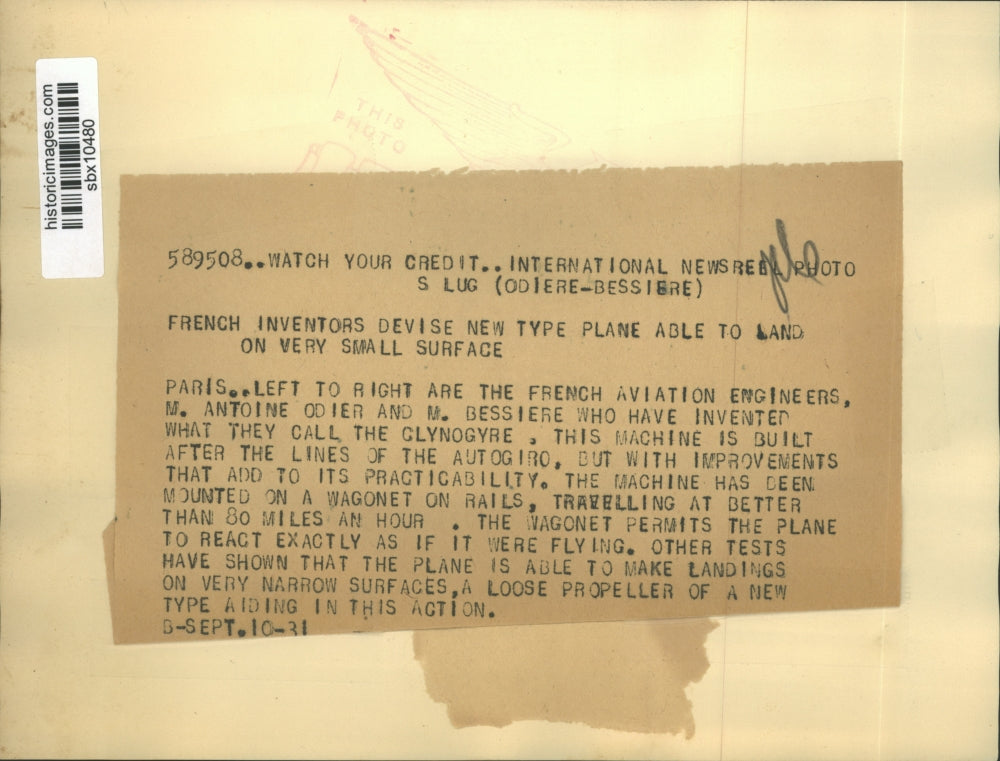 historicimages.com
sbx10480
THIS
PHOTO
589508..WATCH YOUR CREDIT.. INTERNATIONAL NEWSREEL PHOTO
S LUG (ODIERE-BESSIERE)
FRENCH INVENTORS DEVISE NEW TYPE PLANE ABLE TO LAND
ON VERY SMALL SURFACE
PARIS...LEFT TO RIGHT ARE THE FRENCH AVIATION ENGINEERS,
M. ANTOINE ODIER AND M. BESSIERE WHO HAVE INVENTED
WHAT THEY CALL THE CLYNOGYRE . THIS MACHINE IS BUILT
AFTER THE LINES OF THE AUTOGIRO, BUT WITH IMPROVEMENTS
THAT ADD TO ITS PRACTICABILITY. THE MACHINE HAS BEEN
MOUNTED ON A WAGONET ON RAILS, TRAVELLING AT BETTER
THAN 80 MILES AN HOUR . THE WAGONET PERMITS THE PLANE
TO REACT EXACTLY AS IF IT WERE FLYING. OTHER TESTS
HAVE SHOWN THAT THE PLANE IS ABLE TO MAKE LANDINGS
ON VERY NARROW SURFACES,A LOOSE PROPELLER OF A NEW
TYPE AIDING IN THIS ACTION.
B-SEPT.10-31